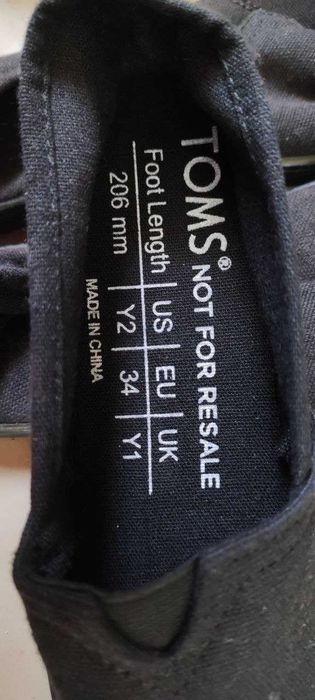 TOMS® NOT FOR RESALE
Foot Length US EU UK
206 mm Y2 34 Y1
MADE IN CHINA